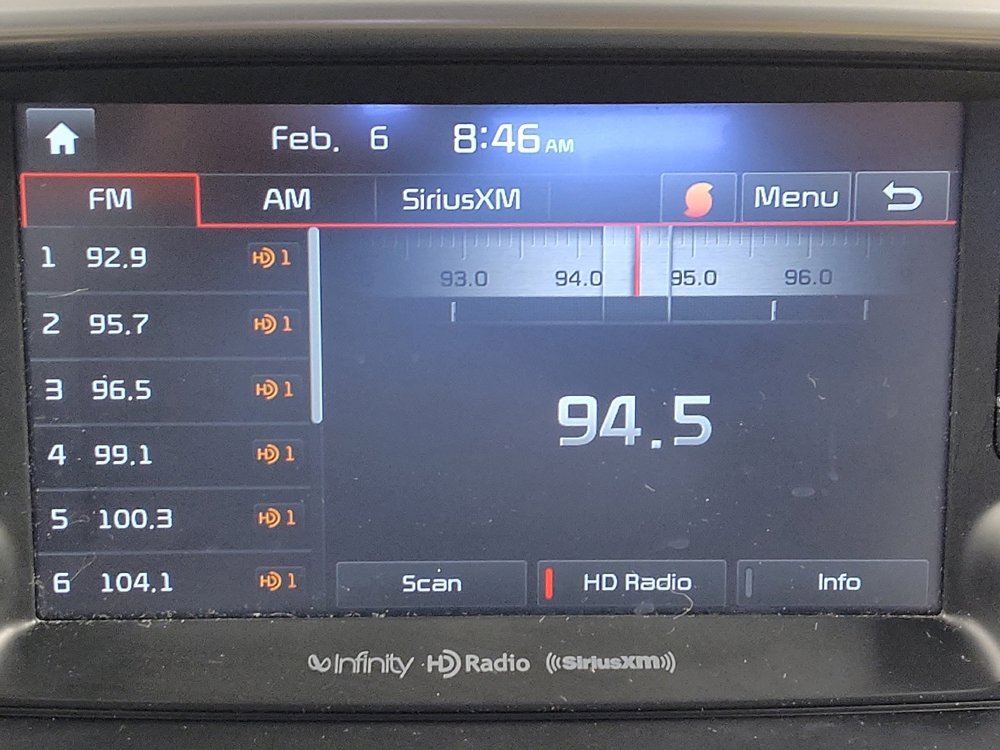 Feb. 6 8:46 AM
FM AM SiriusXM Menu
1 92.9 HD 1
2 95.7 HD 1
3 96.5 HD 1
4 99.1 HD 1
5 100.3 HD 1
6 104.1 HD 1
93.0 94.0 95.0 96.0
94.5
Scan HD Radio Info
Infinity HD Radio ((SiriusXM))